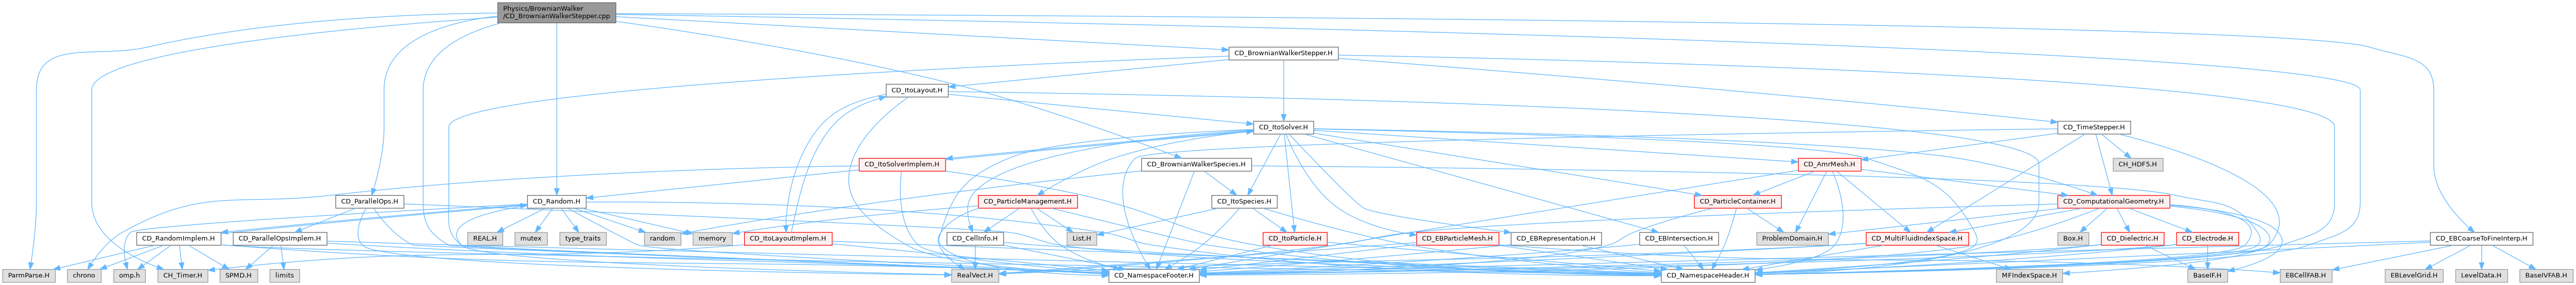 Physics/BrownianWalker
/CD_BrownianWalkerStepper.cpp
CD_BrownianWalkerStepper.H
CD_ItoLayout.H
CD_ItoSolver.H
CD_TimeStepper.H
CD_ItoSolverImplem.H
CD_BrownianWalkerSpecies.H
CD_AmrMesh.H
CH_HDF5.H
CD_ParallelOps.H
CD_Random.H
CD_ParticleManagement.H
CD_ItoSpecies.H
CD_ParticleContainer.H
CD_ComputationalGeometry.H
CD_RandomImplem.H
CD_ParallelOpsImplem.H
REAL.H
mutex
type_traits
random
memory
CD_ItoLayoutImplem.H
CD_CellInfo.H
List.H
CD_ItoParticle.H
CD_EBParticleMesh.H
CD_EBRepresentation.H
CD_EBIntersection.H
ProblemDomain.H
CD_MultiFluidIndexSpace.H
Box.H
CD_Dielectric.H
CD_Electrode.H
CD_EBCoarseToFineInterp.H
ParmParse.H
chrono
omp.h
CH_Timer.H
SPMD.H
limits
RealVect.H
CD_NamespaceFooter.H
CD_NamespaceHeader.H
MFIndexSpace.H
BaseIF.H
EBCellFAB.H
EBLevelGrid.H
LevelData.H
BaseIVFAB.H